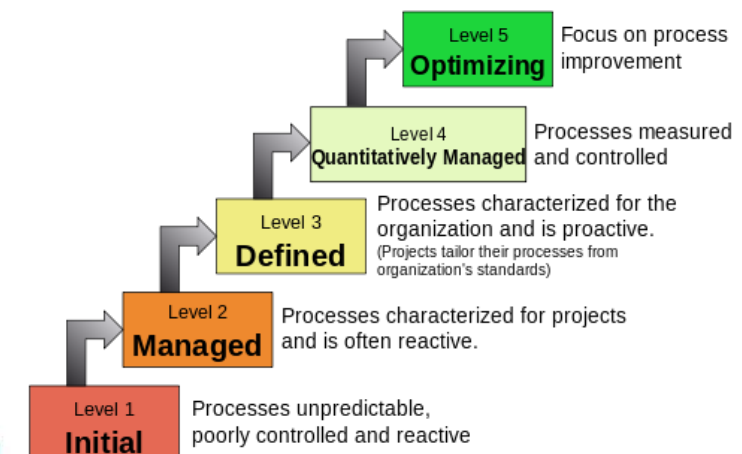 Level 5
Optimizing
Focus on process
improvement
Level 4
Quantitatively Managed
Processes measured
and controlled
Level 3
Defined
Processes characterized for the
organization and is proactive.
(Projects tailor their processes from
organization's standards)
Level 2
Managed
Processes characterized for projects
and is often reactive.
Level 1
Initial
Processes unpredictable,
poorly controlled and reactive